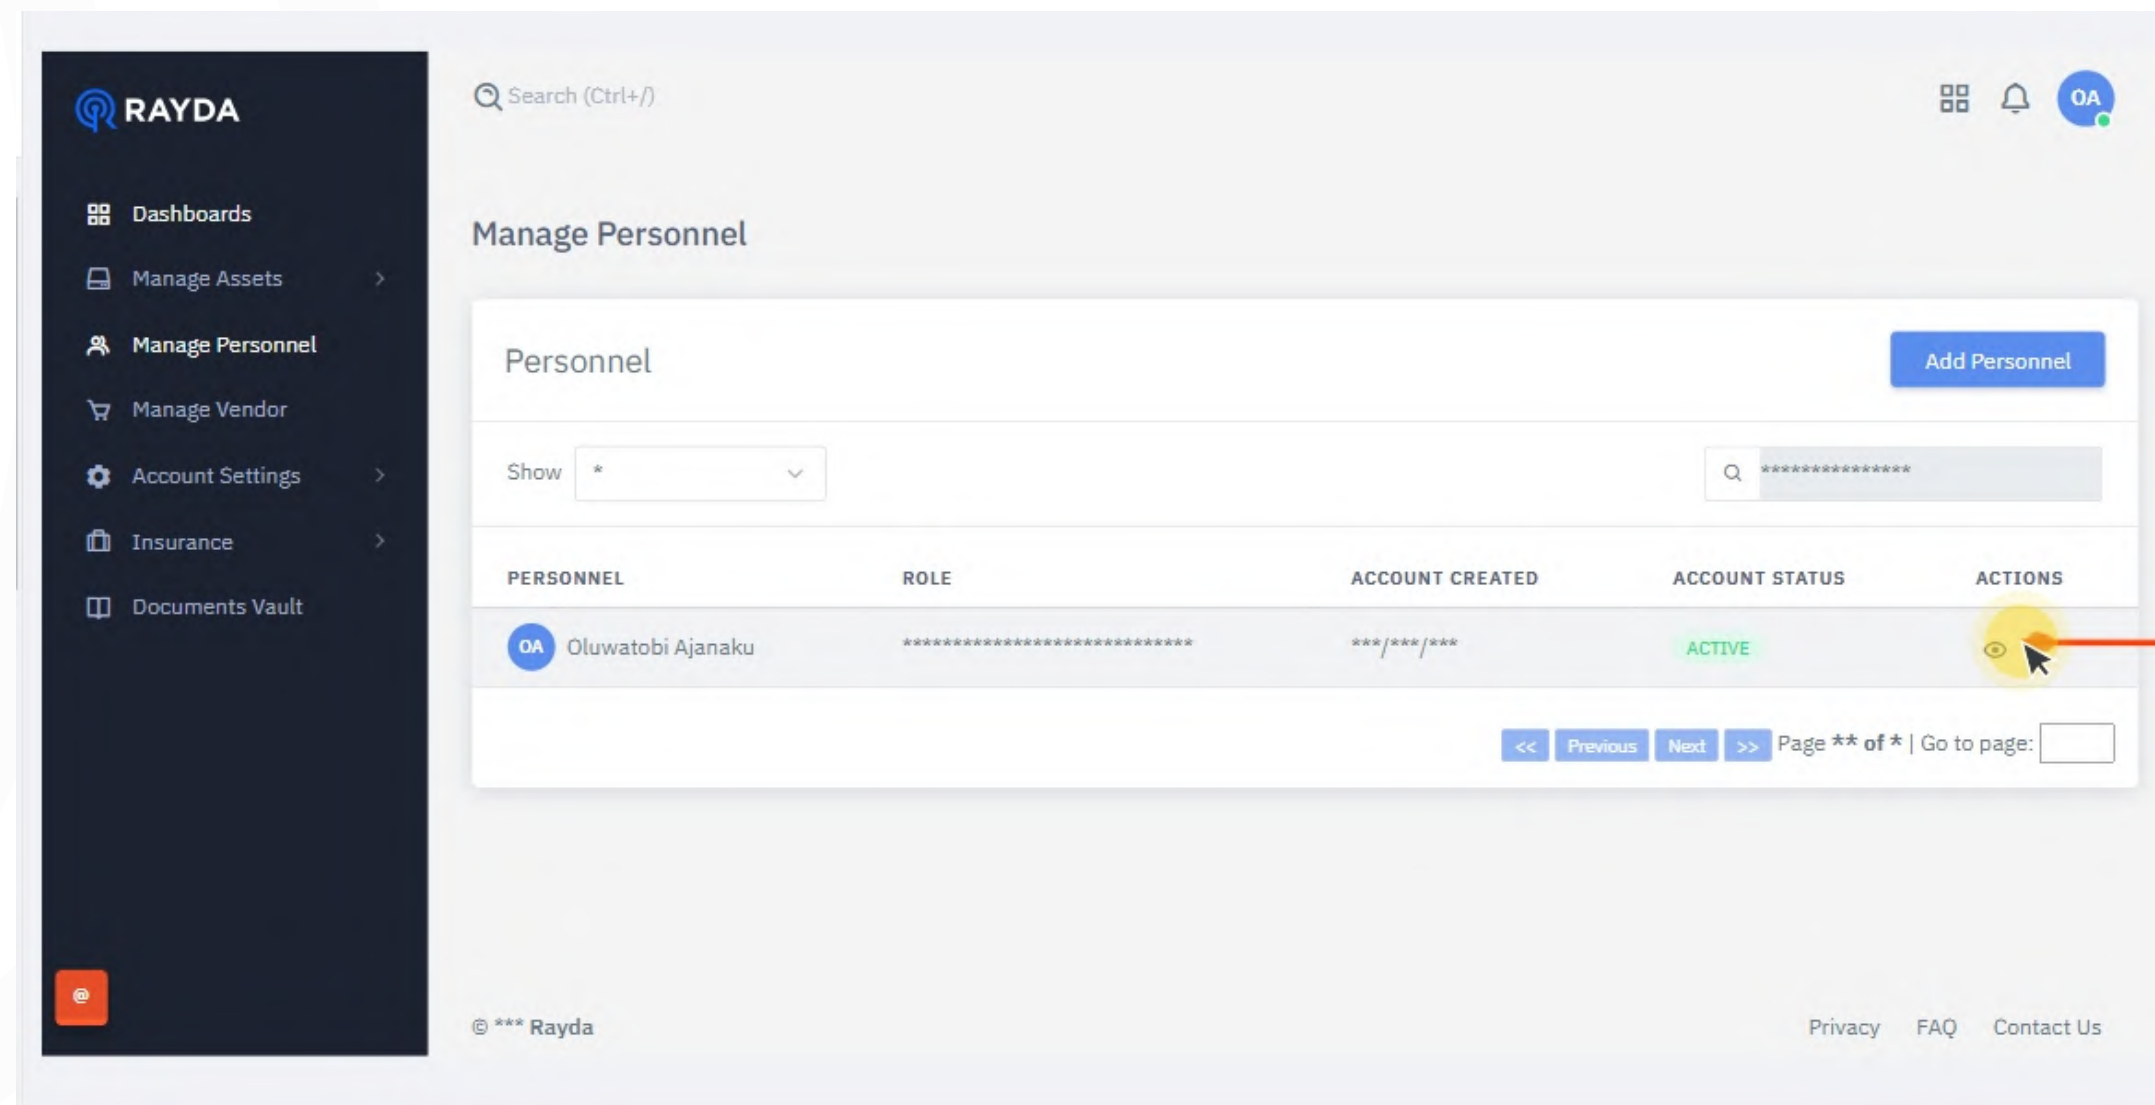 RAYDA
Dashboards
Manage Assets
Manage Personnel
Manage Vendor
Account Settings
Insurance
Documents Vault
@
Search (Ctrl+/)
OA
Manage Personnel
Personnel
Add Personnel
Show *
***************
PERSONNEL ROLE ACCOUNT CREATED ACCOUNT STATUS ACTIONS
OA Oluwatobi Ajanaku ***************************** ***/***/*** ACTIVE
<< Previous Next >> Page ** of * | Go to page:
© *** Rayda Privacy FAQ Contact Us